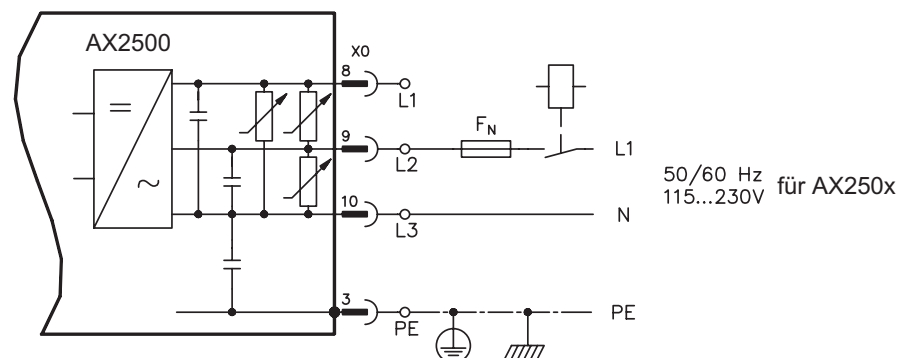 AX2500
X0
8
L1
9
L2
F_N
L1
10
L3
N
50/60 Hz
115...230V
für AX250x
3
PE
PE